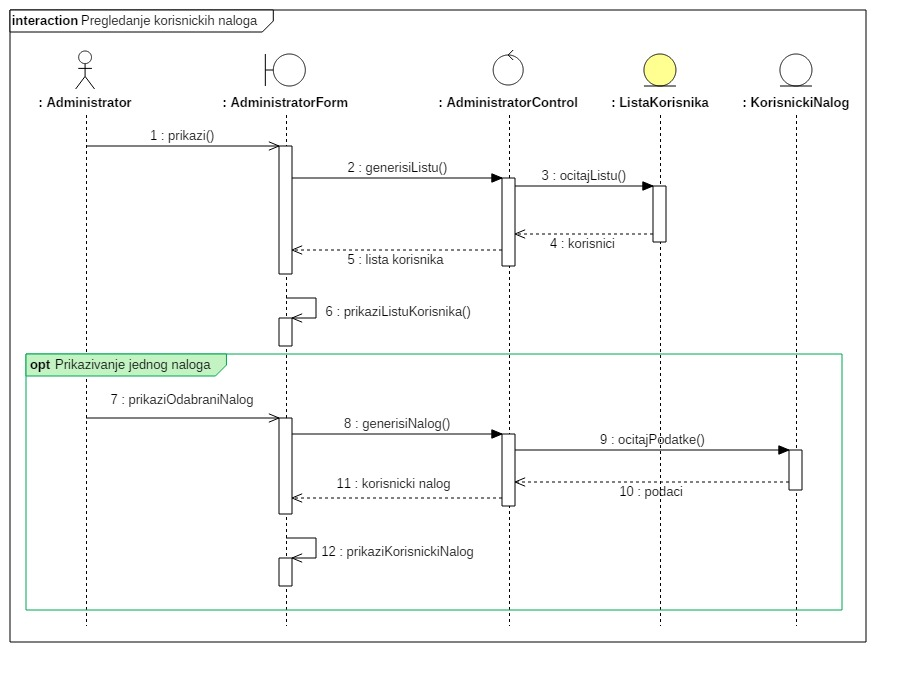 interaction Pregledanje korisnickih naloga
: Administrator
: AdministratorForm
: AdministratorControl
: ListaKorisnika
: KorisnickiNalog
1 : prikazi()
2 : generisiListu()
3 : ocitajListu()
4 : korisnici
5 : lista korisnika
6 : prikaziListuKorisnika()
opt Prikazivanje jednog naloga
7 : prikaziOdabraniNalog
8 : generisiNalog()
9 : ocitajPodatke()
10 : podaci
11 : korisnicki nalog
12 : prikaziKorisnickiNalog